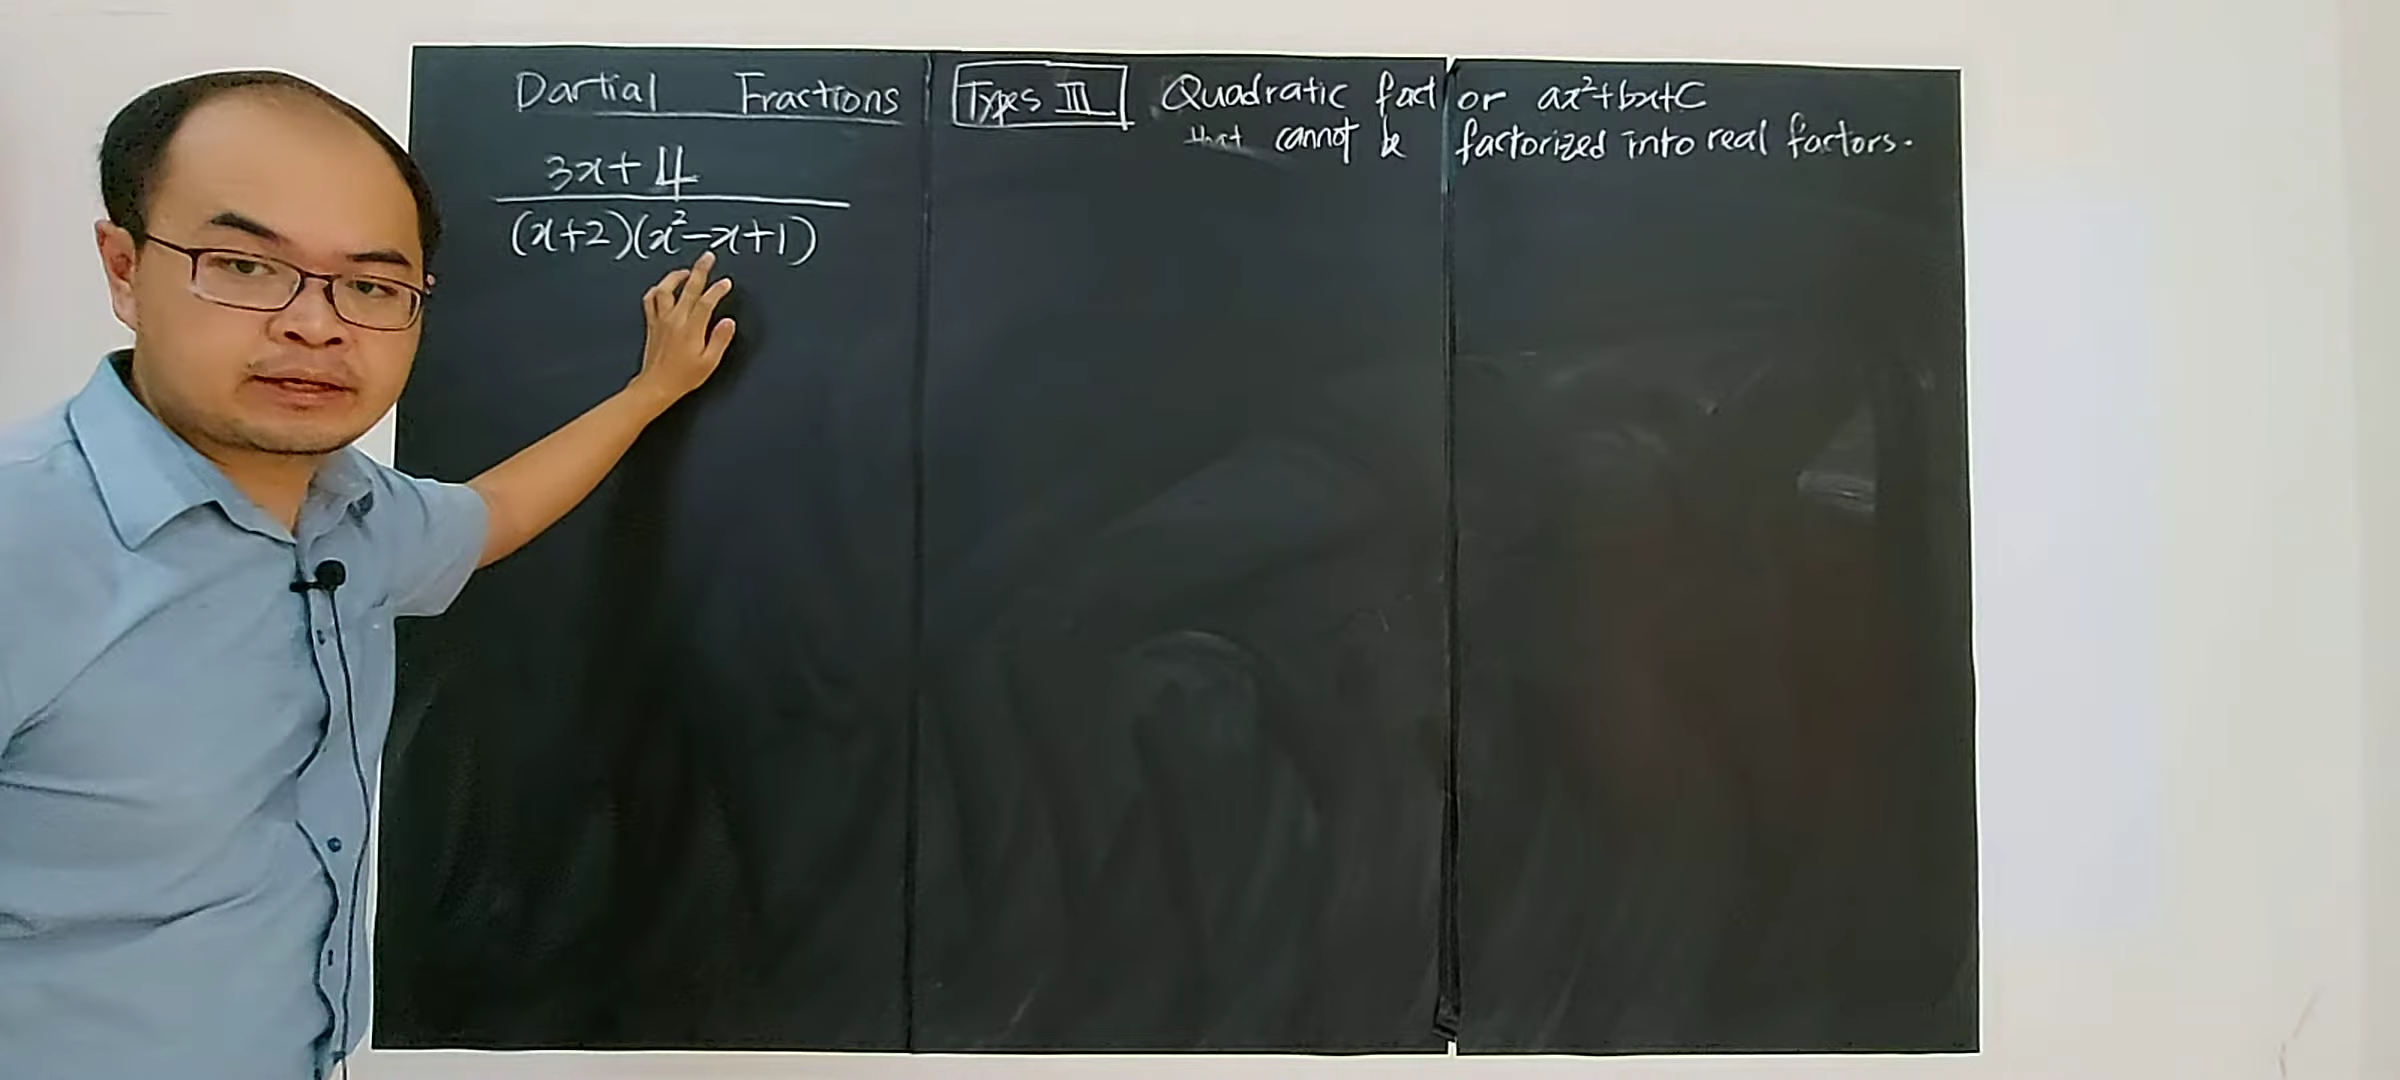 Partial Fractions
Types III Quadratic factor ax²+bx+c
that cannot be factorized into real factors.
3x+4
(x+2)(x²-x+1)